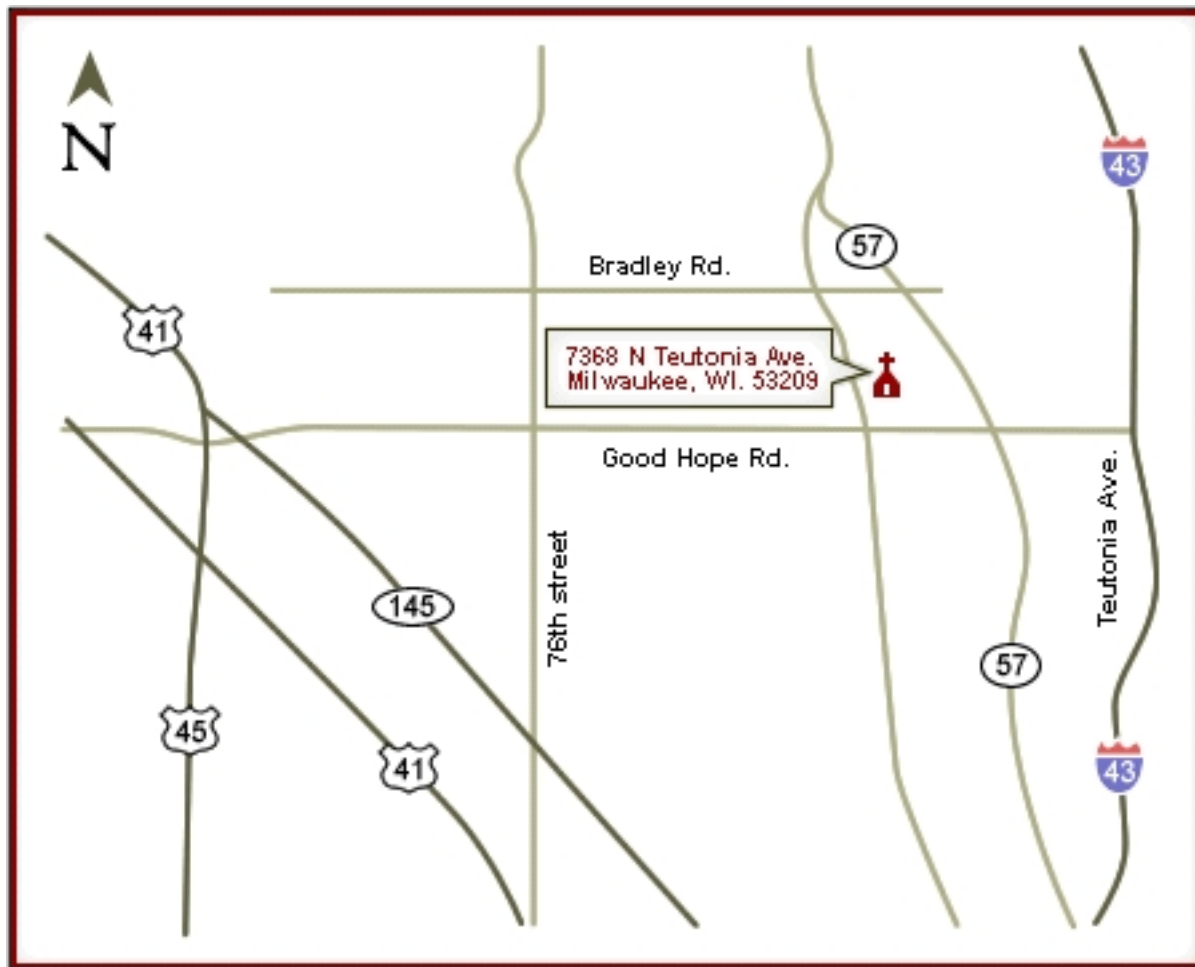 N
43
57
Bradley Rd.
41
7368 N Teutonia Ave.
Milwaukee, WI. 53209
Good Hope Rd.
Teutonia Ave.
76th street
145
57
45
41
43